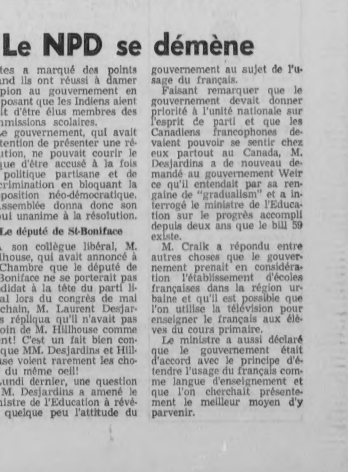 Le NPD se démène
tes a marqué des points
and ils ont réussi à damer
pion au gouvernement en
posant que les Indiens aient
it d'être élus membres des
mmissions scolaires.
e gouvernement, qui avait
tention de présenter une ré-
ution, ne pouvait courir le
que d'être accusé à la fois
politique partisane et de
crimination en bloquant la
position néo-démocratique.
Assemblée donna donc son
oui unanime à la résolution.
Le député de St-Boniface
A son collègue libéral, M.
lhouse, qui avait annoncé à
Chambre que le député de
Boniface ne se porterait pas
didat à la tête du parti li-
al lors du congrès de mai
chain, M. Laurent Desjar-
s répliqua qu'il n'avait pas
oin de M. Hillhouse comme
ent! C'est un fait bien con-
que MM. Desjardins et Hill-
use voient rarement les cho-
du même oeil!
undi dernier, une question
M. Desjardins a amené le
nistre de l'Education à révé-
quelque peu l'attitude du
gouvernement au sujet de l'u-
sage du français.
Faisant remarquer que le
gouvernement devait donner
priorité à l'unité nationale sur
l'esprit de parti et que les
Canadiens francophones de-
vaient pouvoir se sentir chez
eux partout au Canada, M.
Desjardins a de nouveau de-
mandé au gouvernement Weir
ce qu'il entendait par sa ren-
gaine de "gradualism" et a in-
terrogé le ministre de l'Educa-
tion sur le progrès accompli
depuis deux ans que le bill 59
existe.
M. Craik a répondu entre
autres choses que le gouver-
nement prenait en considéra-
tion l'établissement d'écoles
françaises dans la région ur-
baine et qu'il est possible que
l'on utilise la télévision pour
enseigner le français aux élè-
ves du cours primaire.
Le ministre a aussi déclaré
que le gouvernement était
d'accord avec le principe d'é-
tendre l'usage du français com-
me langue d'enseignement et
que l'on cherchait présente-
ment le meilleur moyen d'y
parvenir.